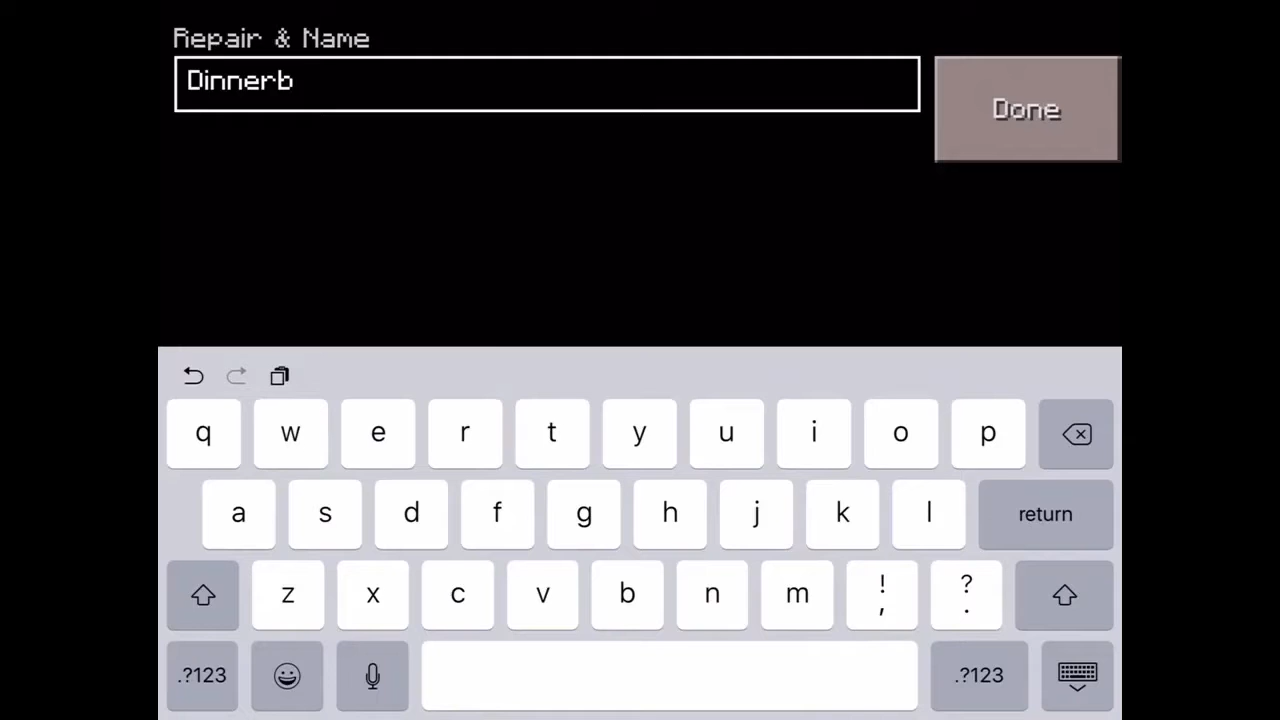 Repair & Name
Dinnerb
Done
q w e r t y u i o p
a s d f g h j k l return
z x c v b n m ! , ? .
.?123 .?123